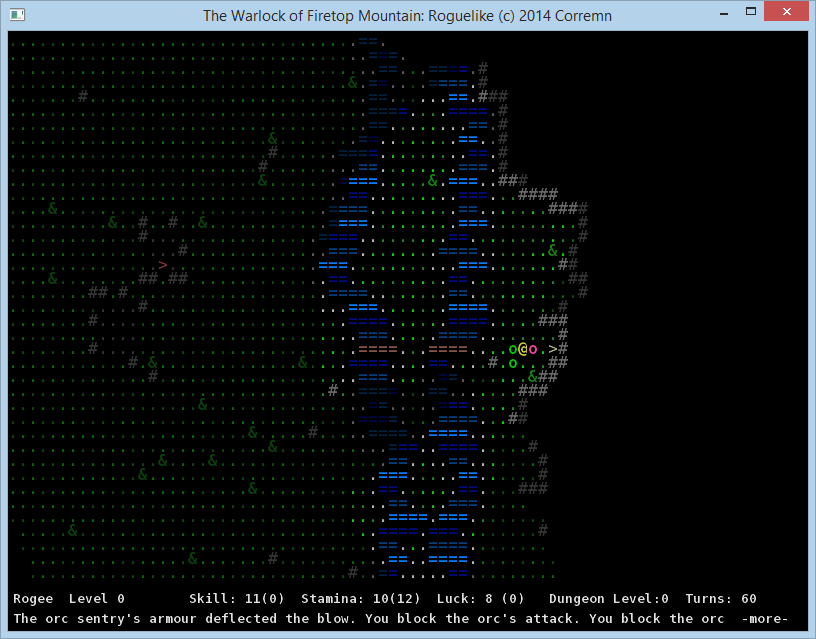 The Warlock of Firetop Mountain: Roguelike (c) 2014 Corremn
Rogee  Level 0       Skill: 11(0)  Stamina: 10(12)  Luck: 8 (0)   Dungeon Level:0  Turns: 60
The orc sentry's armour deflected the blow. You block the orc's attack. You block the orc  -more-